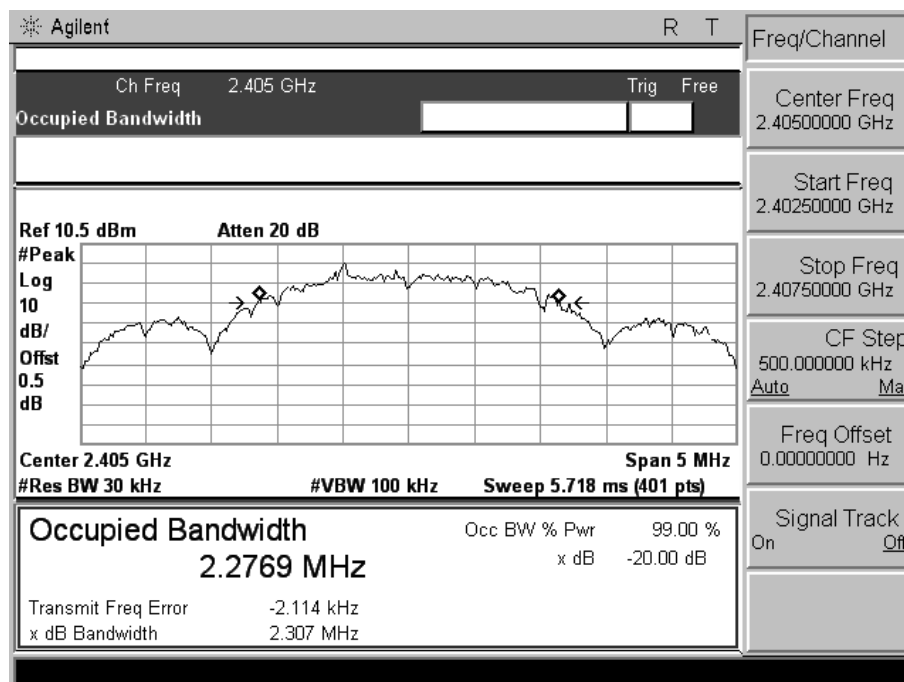 Agilent R T
Freq/Channel
Ch Freq 2.405 GHz Trig Free
Occupied Bandwidth
Center Freq
2.40500000 GHz
Start Freq
2.40250000 GHz
Stop Freq
2.40750000 GHz
CF Step
500.000000 kHz
Auto Ma
Freq Offset
0.00000000 Hz
Signal Track
On Off
Ref 10.5 dBm Atten 20 dB
#Peak
Log
10
dB/
Offst
0.5
dB
Center 2.405 GHz Span 5 MHz
#Res BW 30 kHz #VBW 100 kHz Sweep 5.718 ms (401 pts)
Occupied Bandwidth
2.2769 MHz
Occ BW % Pwr 99.00 %
x dB -20.00 dB
Transmit Freq Error -2.114 kHz
x dB Bandwidth 2.307 MHz